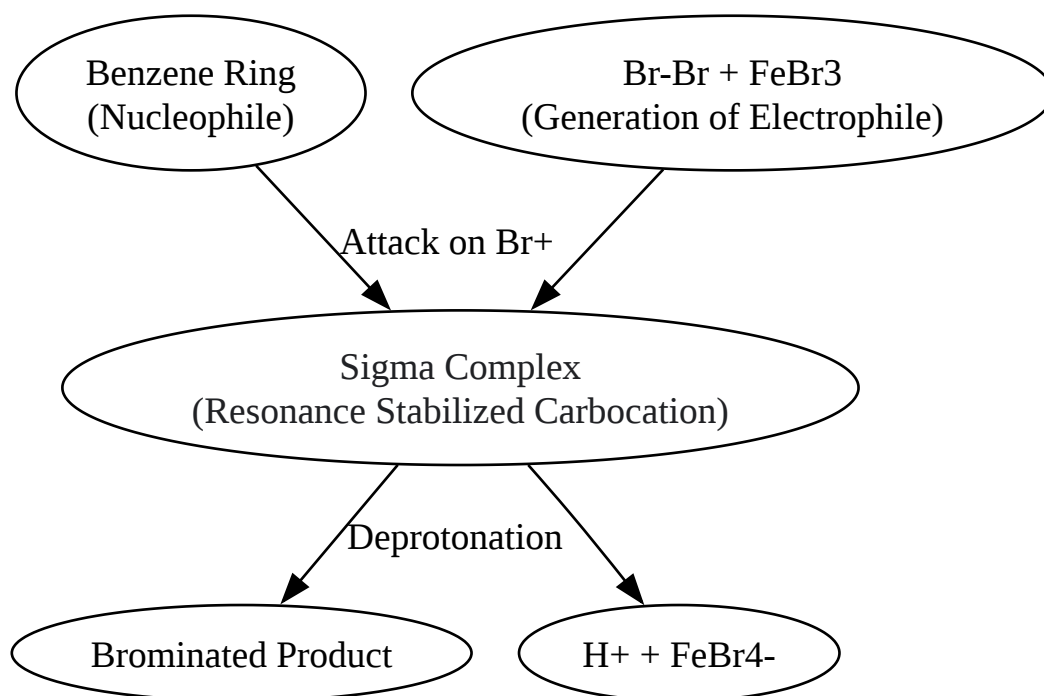 Benzene Ring
(Nucleophile)
Br-Br + FeBr3
(Generation of Electrophile)
Attack on Br+
Sigma Complex
(Resonance Stabilized Carbocation)
Deprotonation
Brominated Product
H+ + FeBr4-